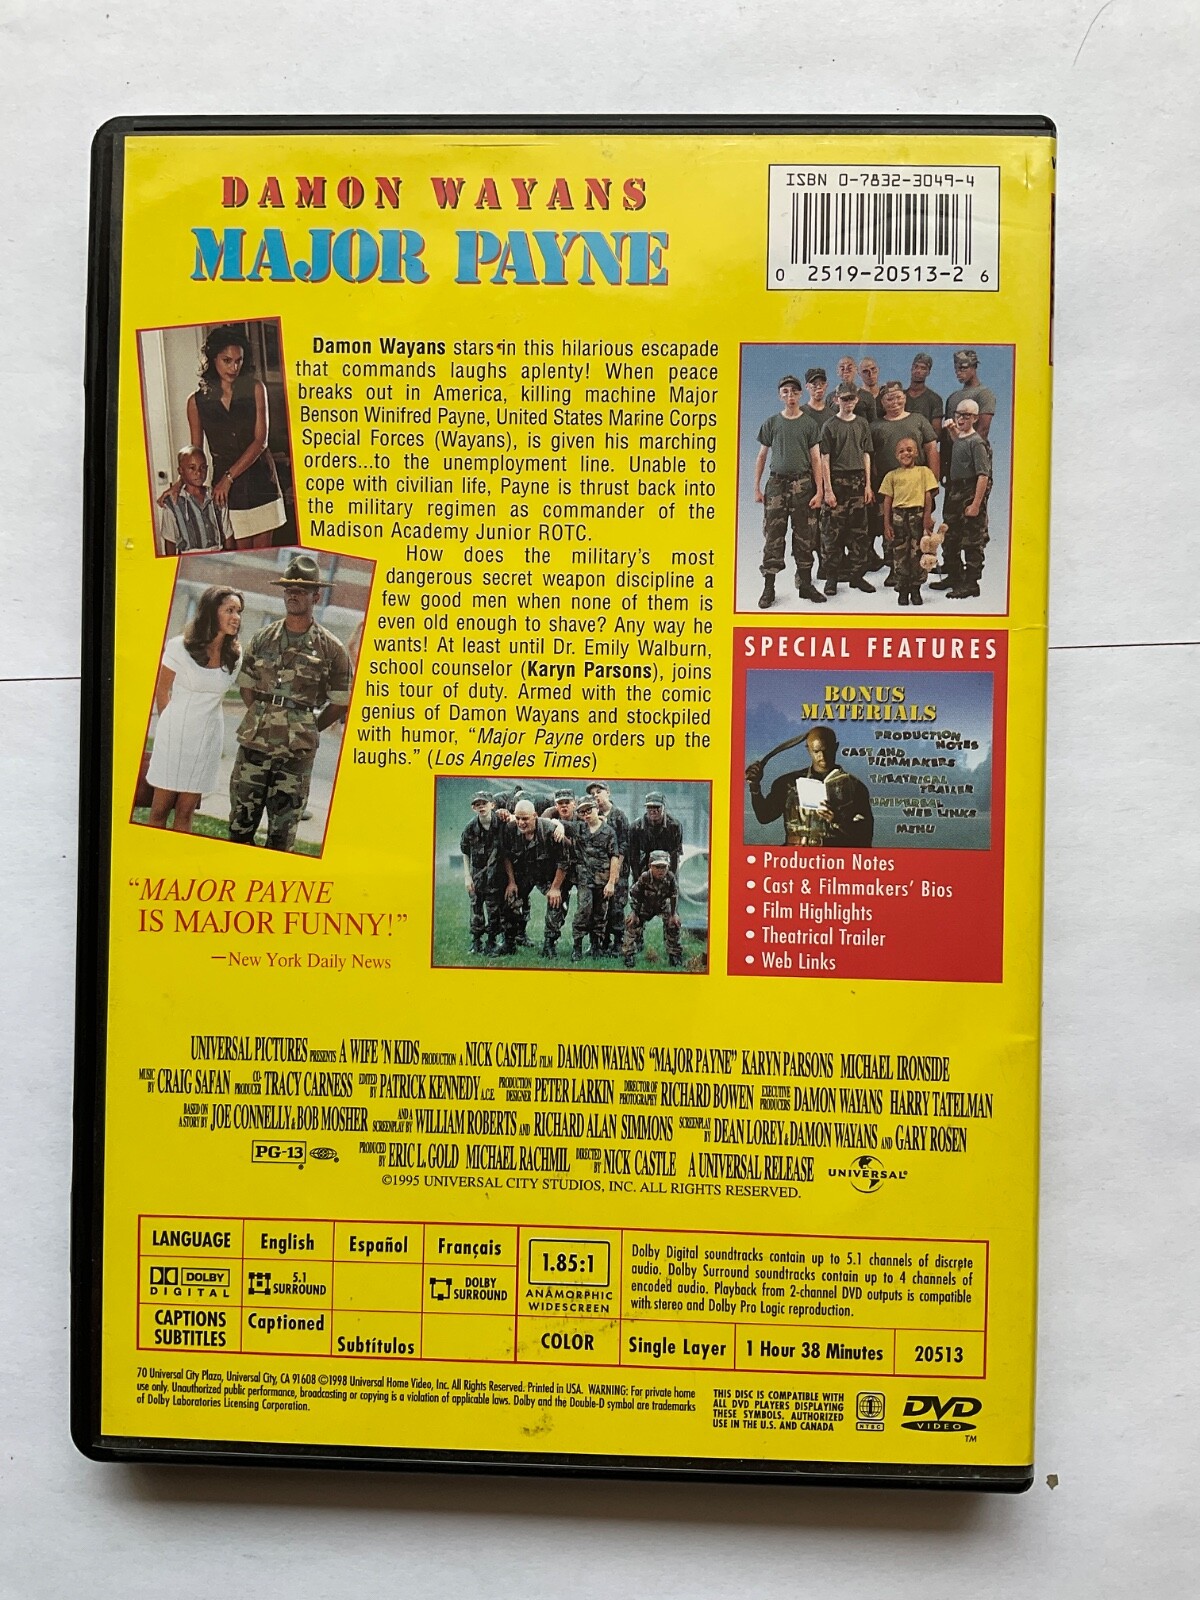 DAMON WAYANS
MAJOR PAYNE
ISBN 0-7832-3049-4
0 2519-20513-2 6
Damon Wayans stars in this hilarious escapade
that commands laughs aplenty! When peace
breaks out in America, killing machine Major
Benson Winifred Payne, United States Marine Corps
Special Forces (Wayans), is given his marching
orders...to the unemployment line. Unable to
cope with civilian life, Payne is thrust back into
the military regimen as commander of the
Madison Academy Junior ROTC.
How does the military's most
dangerous secret weapon discipline a
few good men when none of them is
even old enough to shave? Any way he
wants! At least until Dr. Emily Walburn,
school counselor (Karyn Parsons), joins
his tour of duty. Armed with the comic
genius of Damon Wayans and stockpiled
with humor, “Major Payne orders up the
laughs.” (Los Angeles Times)
“MAJOR PAYNE
IS MAJOR FUNNY!”
—New York Daily News
SPECIAL FEATURES
BONUS
MATERIALS
PRODUCTION
NOTES
CAST AND
FILMMAKERS
THEATRICAL
TRAILER
UNIVERSAL
WEB LINKS
MENU
• Production Notes
• Cast & Filmmakers' Bios
• Film Highlights
• Theatrical Trailer
• Web Links
UNIVERSAL PICTURES PRESENTS A WIFE 'N KIDS PRODUCTION A NICK CASTLE FILM DAMON WAYANS “MAJOR PAYNE” KARYN PARSONS MICHAEL IRONSIDE
MUSIC BY CRAIG SAFAN CO-PRODUCER TRACY CARNESS EDITED BY PATRICK KENNEDY A.C.E. PRODUCTION DESIGNER PETER LARKIN DIRECTOR OF PHOTOGRAPHY RICHARD BOWEN EXECUTIVE PRODUCERS DAMON WAYANS HARRY TATELMAN
BASED ON A STORY BY JOE CONNELLY & BOB MOSHER AND A SCREENPLAY BY WILLIAM ROBERTS AND RICHARD ALAN SIMMONS SCREENPLAY BY DEAN LOREY & DAMON WAYANS AND GARY ROSEN
PG-13 PRODUCED BY ERIC L. GOLD MICHAEL RACHMIL DIRECTED BY NICK CASTLE A UNIVERSAL RELEASE UNIVERSAL®
©1995 UNIVERSAL CITY STUDIOS, INC. ALL RIGHTS RESERVED.
LANGUAGE English Español Français
DOLBY DIGITAL 5.1 SURROUND DOLBY SURROUND
CAPTIONS SUBTITLES Captioned Subtítulos
1.85:1
ANAMORPHIC
WIDESCREEN
COLOR
Dolby Digital soundtracks contain up to 5.1 channels of discrete
audio. Dolby Surround soundtracks contain up to 4 channels of
encoded audio. Playback from 2-channel DVD outputs is compatible
with stereo and Dolby Pro Logic reproduction.
Single Layer 1 Hour 38 Minutes 20513
70 Universal City Plaza, Universal City, CA 91608 ©1998 Universal Home Video, Inc. All Rights Reserved. Printed in USA. WARNING: For private home
use only. Unauthorized public performance, broadcasting or copying is a violation of applicable laws. Dolby and the Double-D symbol are trademarks
of Dolby Laboratories Licensing Corporation.
THIS DISC IS COMPATIBLE WITH
ALL DVD PLAYERS DISPLAYING
THESE SYMBOLS. AUTHORIZED
USE IN THE U.S. AND CANADA
1
NTSC
DVD
VIDEO
TM